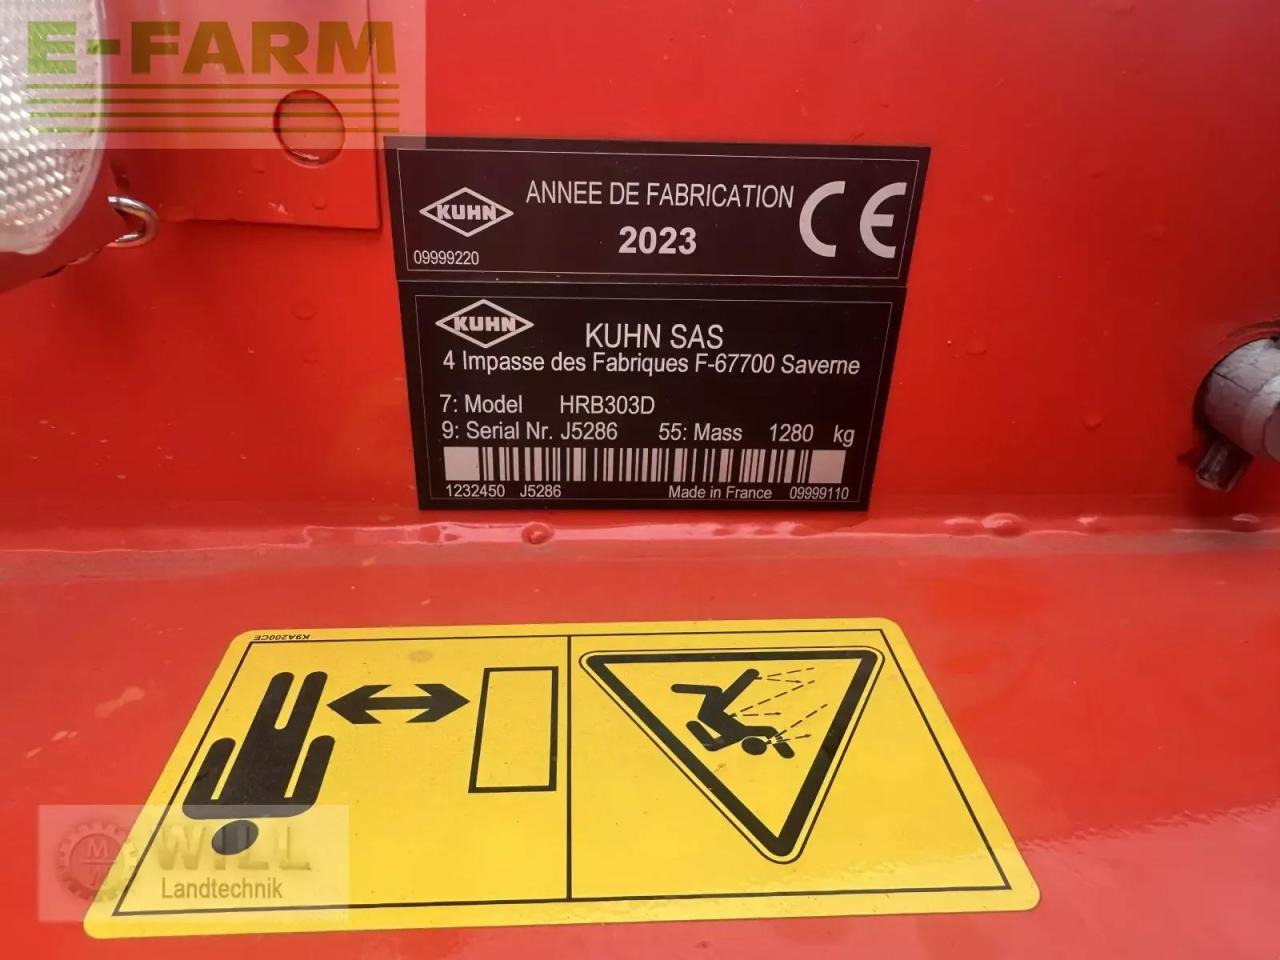 E-FARM
KUHN
ANNEE DE FABRICATION
2023
CE
09999220
KUHN
KUHN SAS
4 Impasse des Fabriques F-67700 Saverne
7: Model HRB303D
9: Serial Nr. J5286 55: Mass 1280 kg
1232450 J5286 Made in France 09999110
K9A200CE
WILL
Landtechnik